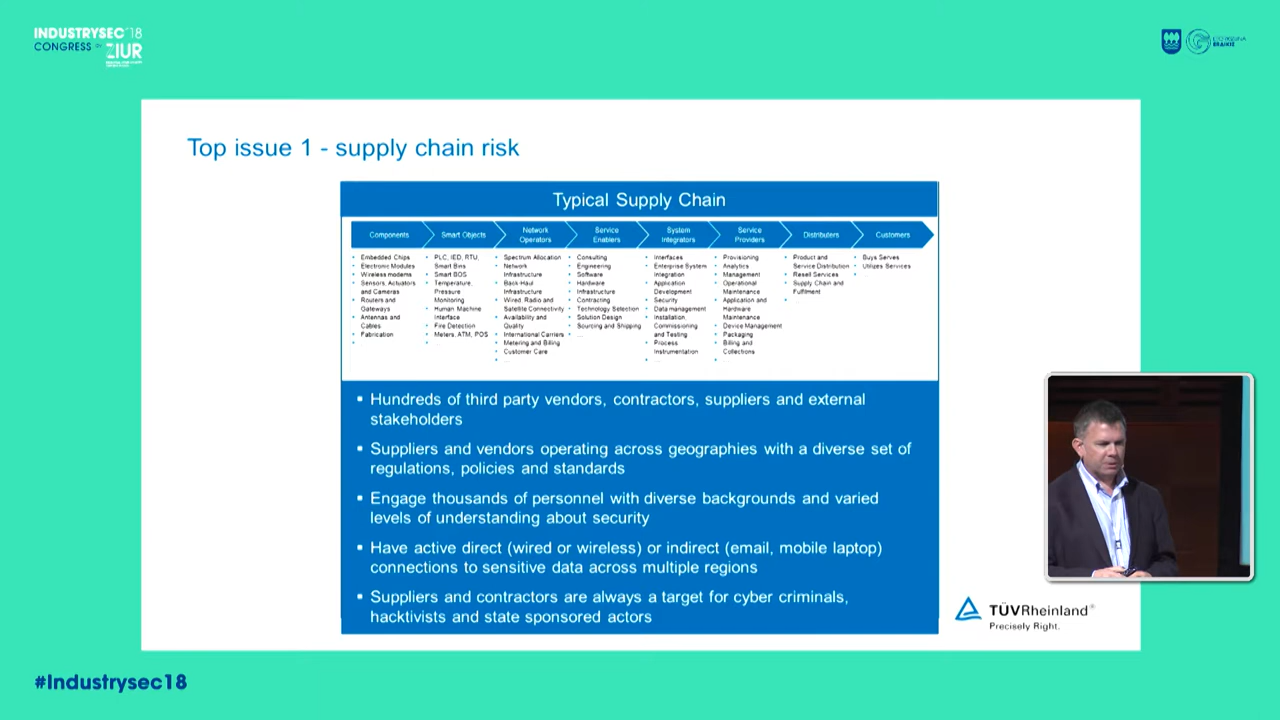 INDUSTRYSEC'18
CONGRESS BY ZIUR
Top issue 1 - supply chain risk
Typical Supply Chain
Components
Smart Objects
Network
Operators
Service
Enablers
System
Integrators
Service
Providers
Distributers
Customers
Embedded Chips
Electronic Modules
Wireless modems
Sensors, Actuators
and Cameras
Routers and
Gateways
Antennas and
Cables
Fabrication
PLC, IED, RTU,
Smart Bins
Smart BOS
Temperature,
Pressure
Monitoring
Human Machine
Interface
Fire Detection
Meters, ATM, POS
...
Spectrum Allocation
Network
Infrastructure
Back-Haul
Infrastructure
Wired, Radio and
Satellite Connectivity
Availability and
Quality
International Carriers
Metering and Billing
Customer Care
...
Consulting
Engineering
Software
Hardware
Infrastructure
Contracting
Technology Selection
Solution Design
Sourcing and Shipping
...
Interfaces
Enterprise System
Integration
Application
Development
Security
Data management
Installation
Commissioning
and Testing
Process
Instrumentation
...
Provisioning
Analytics
Management
Operational
Maintenance
Application and
Hardware
Maintenance
Device Management
Packaging
Billing and
Collections
Product and
Service Distribution
Resell Services
Supply Chain and
Fulfilment
Buys Serves
Utilizes Services
Hundreds of third party vendors, contractors, suppliers and external
stakeholders
Suppliers and vendors operating across geographies with a diverse set of
regulations, policies and standards
Engage thousands of personnel with diverse backgrounds and varied
levels of understanding about security
Have active direct (wired or wireless) or indirect (email, mobile laptop)
connections to sensitive data across multiple regions
Suppliers and contractors are always a target for cyber criminals,
hacktivists and state sponsored actors
TÜVRheinland®
Precisely Right.
#Industrysec18